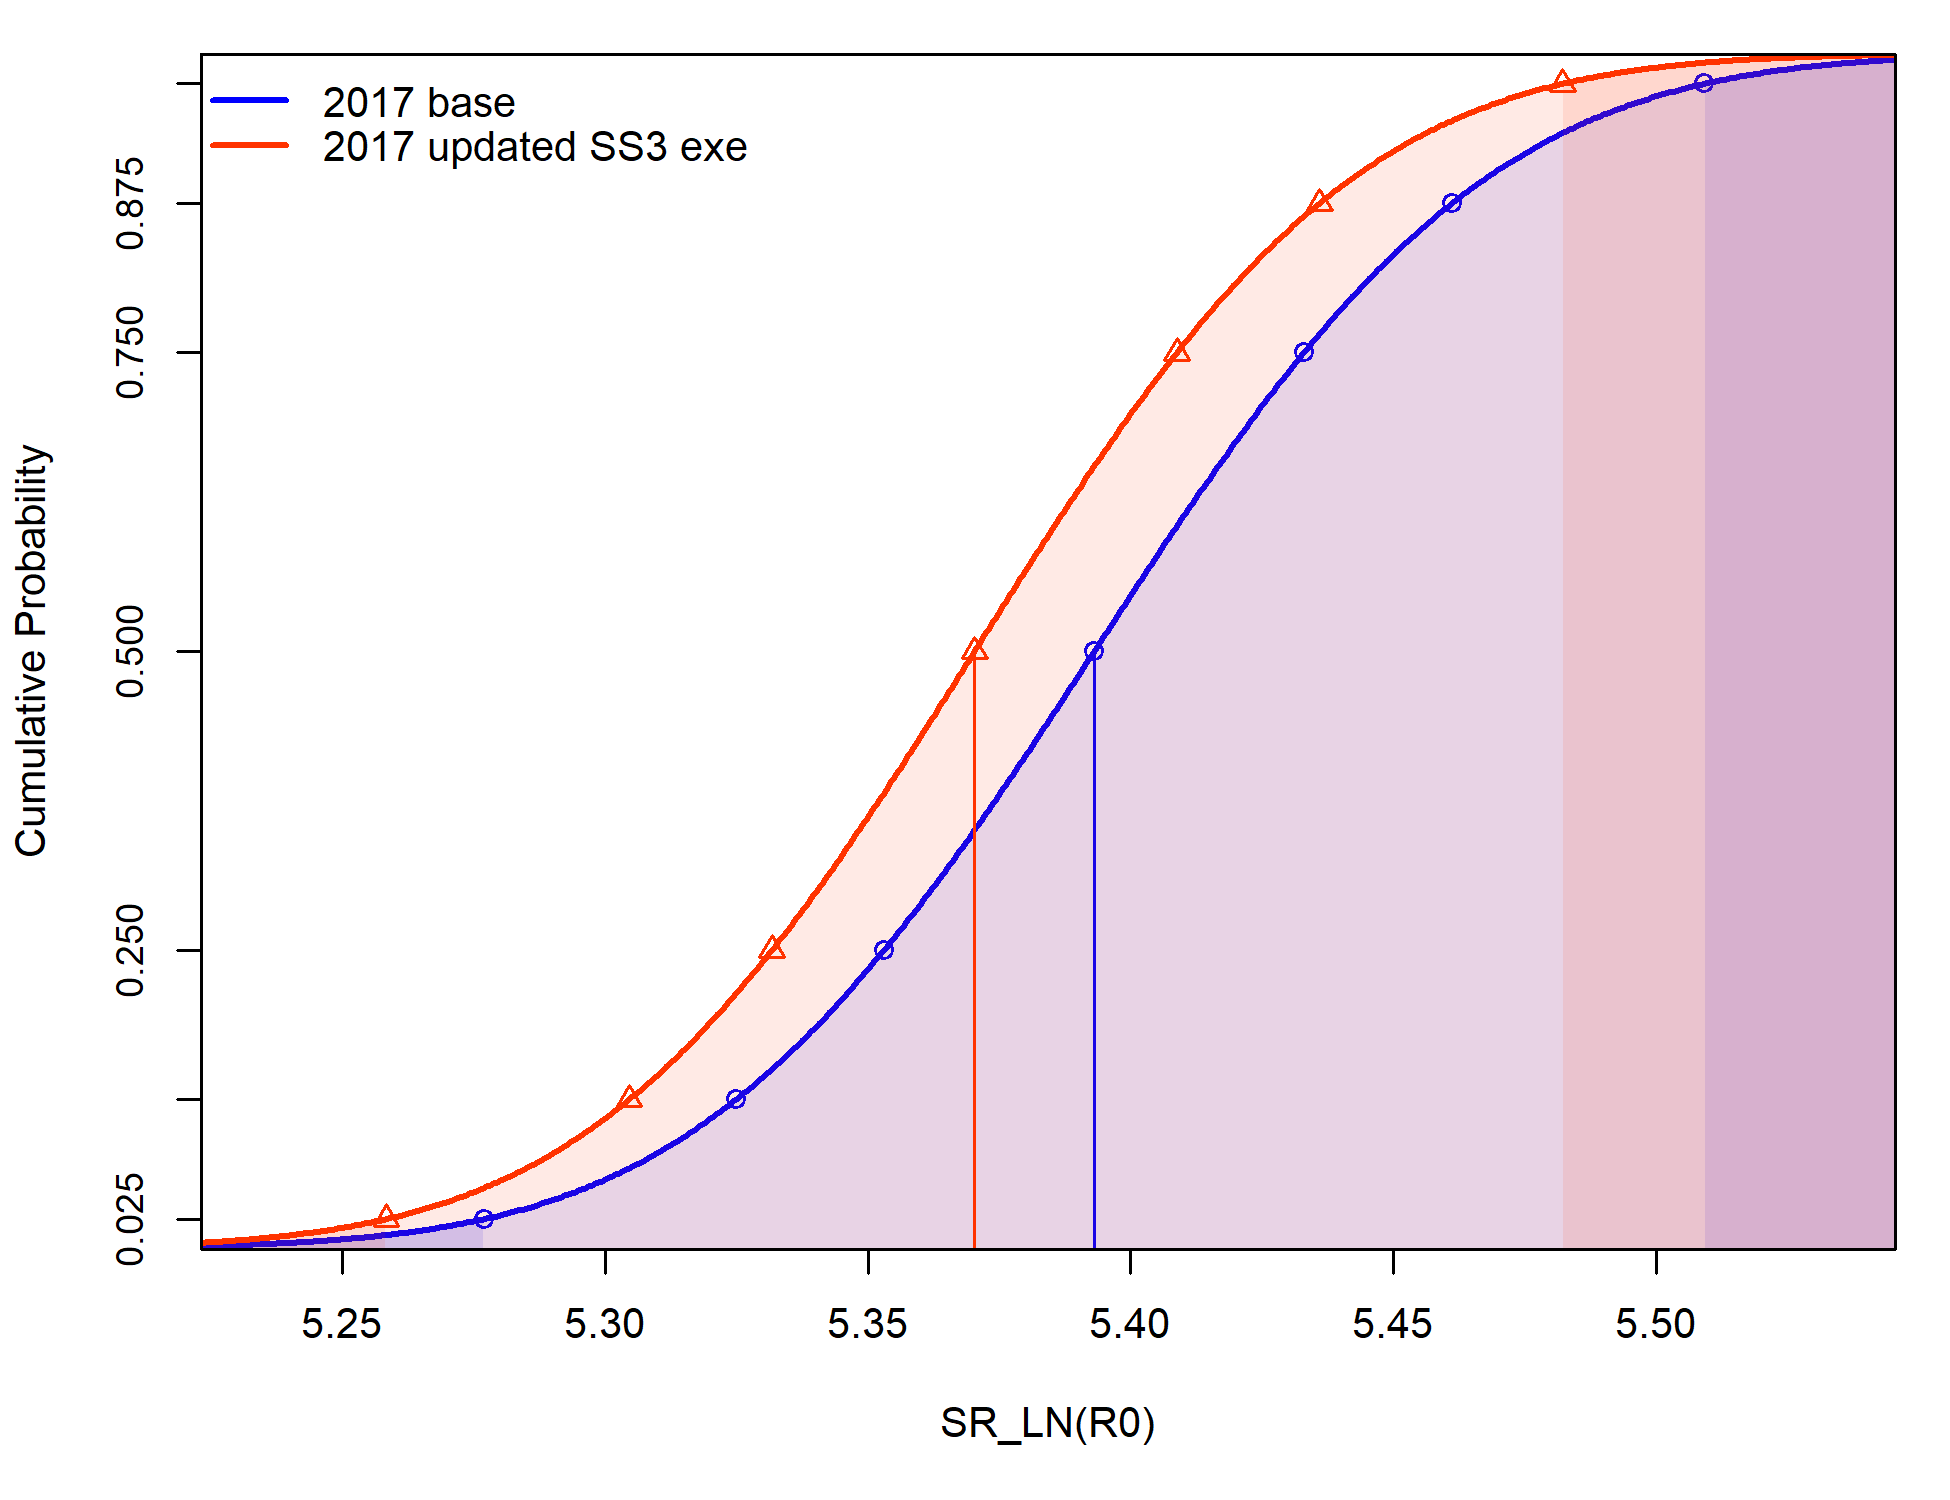 2017 base
2017 updated SS3 exe
Cumulative Probability
0.875
0.750
0.500
0.250
0.025
5.25 5.30 5.35 5.40 5.45 5.50
SR_LN(R0)